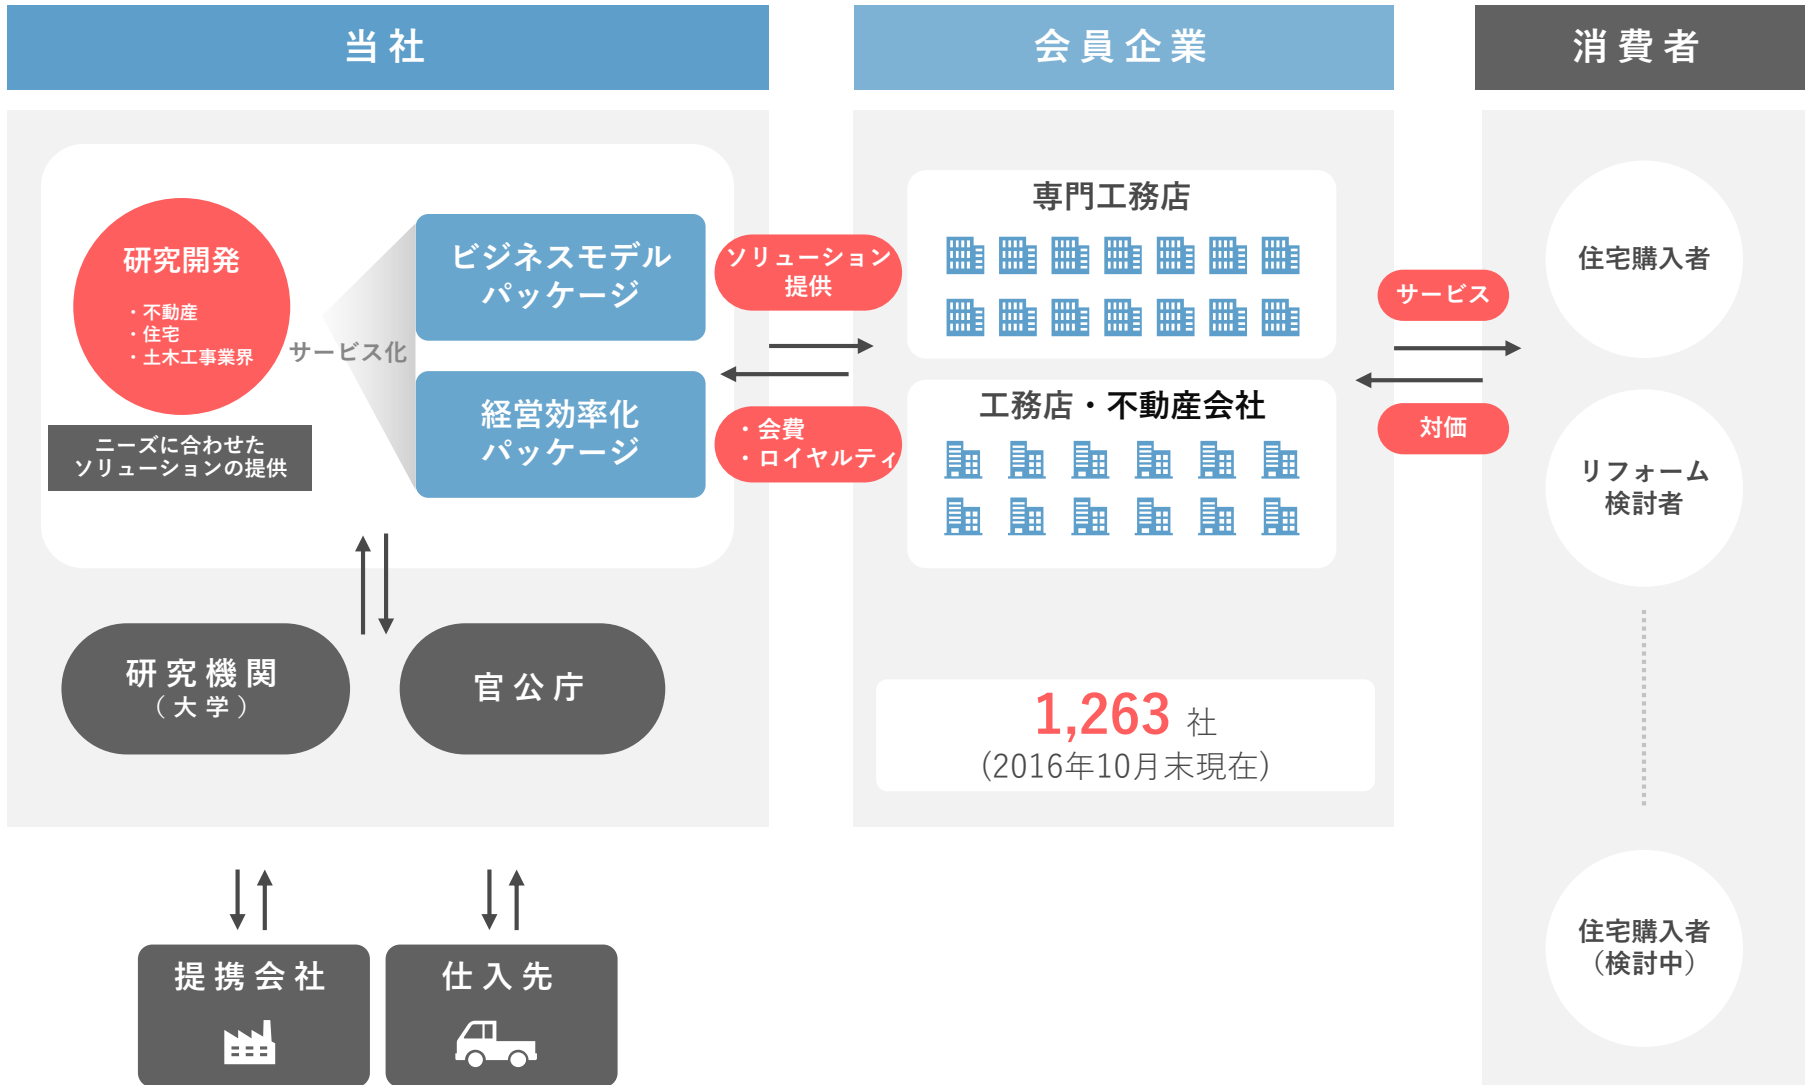 当社
会員企業
消費者
研究開発
・不動産
・住宅
・土木工事業界
サービス化
ニーズに合わせた
ソリューションの提供
ビジネスモデル
パッケージ
経営効率化
パッケージ
ソリューション
提供
・会費
・ロイヤルティ
専門工務店
工務店・不動産会社
サービス
対価
住宅購入者
リフォーム
検討者
研究機関
（大学）
官公庁
1,263 社
(2016年10月末現在)
住宅購入者
（検討中）
提携会社
仕入先